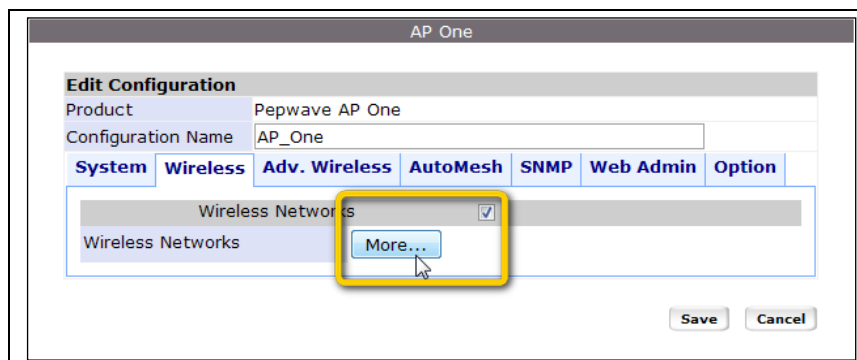 AP One
Edit Configuration
Product Pepwave AP One
Configuration Name AP_One
System Wireless Adv. Wireless AutoMesh SNMP Web Admin Option
Wireless Networks
Wireless Networks More...
Save Cancel